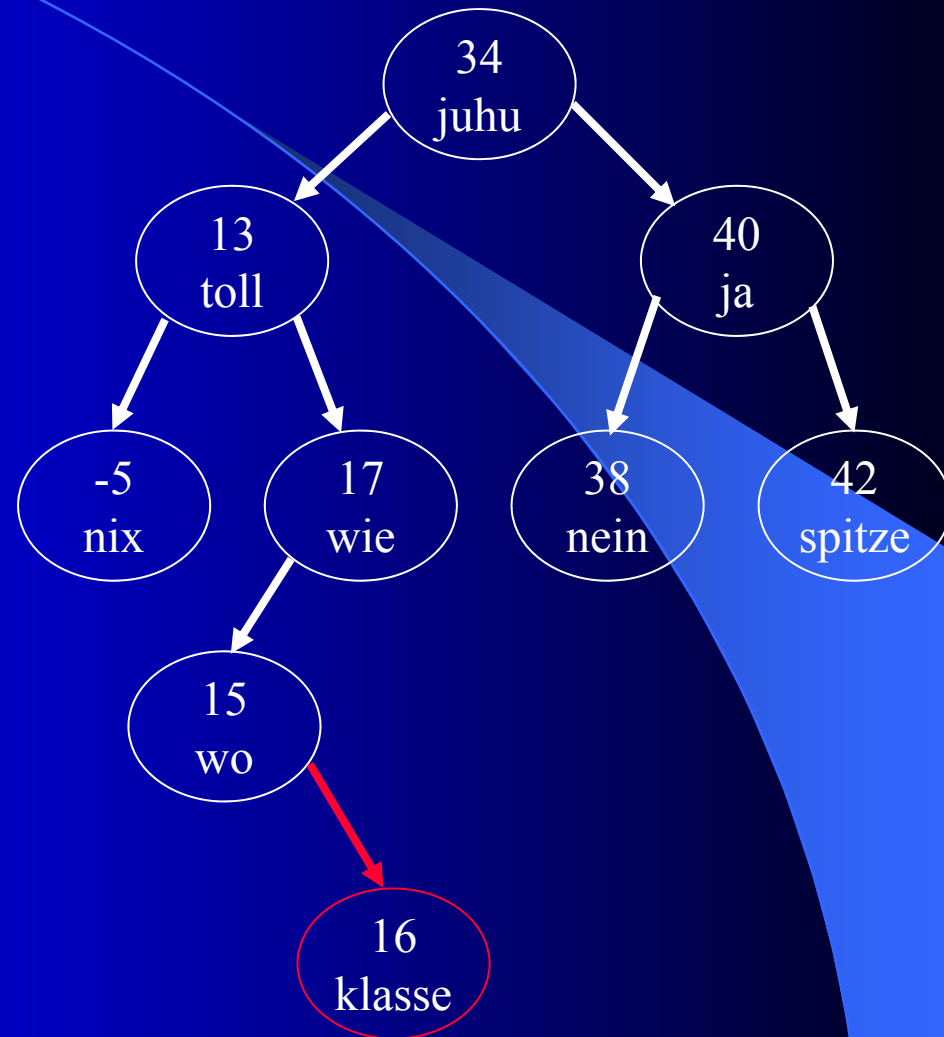 34
juhu
13
toll
40
ja
-5
nix
17
wie
38
nein
42
spitze
15
wo
16
klasse